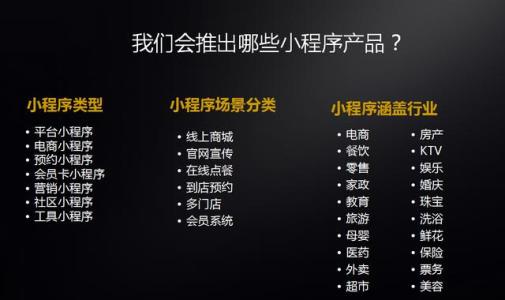 我们会推出哪些小程序产品？
小程序类型
• 平台小程序
• 电商小程序
• 预约小程序
• 会员卡小程序
• 营销小程序
• 社区小程序
• 工具小程序
小程序场景分类
• 线上商城
• 官网宣传
• 在线点餐
• 到店预约
• 多门店
• 会员系统
小程序涵盖行业
• 电商
• 餐饮
• 零售
• 家政
• 教育
• 旅游
• 母婴
• 医药
• 外卖
• 超市
• 房产
• KTV
• 娱乐
• 婚庆
• 珠宝
• 洗浴
• 鲜花
• 保险
• 票务
• 美容